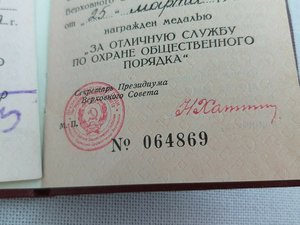 Верховного
от "25" марта
награжден медалью
"ЗА ОТЛИЧНУЮ СЛУЖБУ
ПО ОХРАНЕ ОБЩЕСТВЕННОГО
ПОРЯДКА"
Секретарь Президиума
Верховного Совета
М. П.
№ 064869
г.